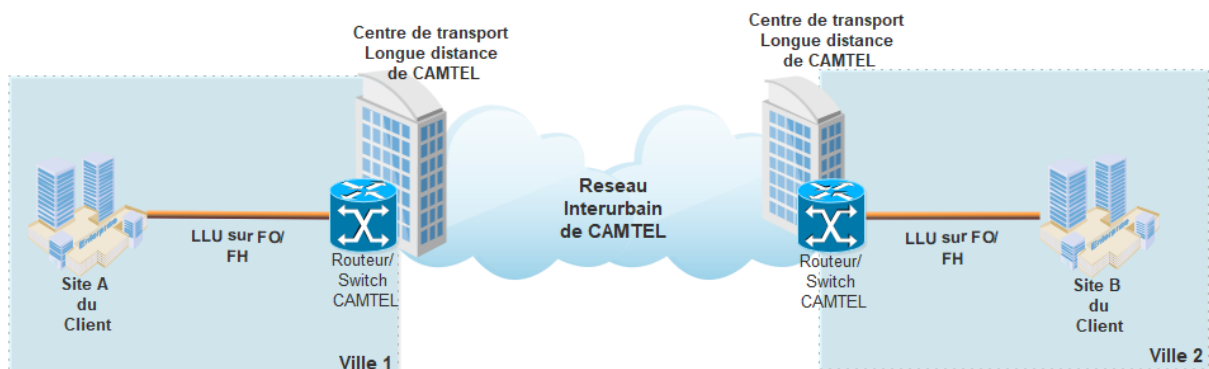 Centre de transport
Longue distance
de CAMTEL
Centre de transport
Longue distance
de CAMTEL
Reseau
Interurbain
de CAMTEL
LLU sur FO/
FH
LLU sur FO/
FH
Routeur/
Switch
CAMTEL
Routeur/
Switch
CAMTEL
Site A
du
Client
Site B
du
Client
Ville 1
Ville 2